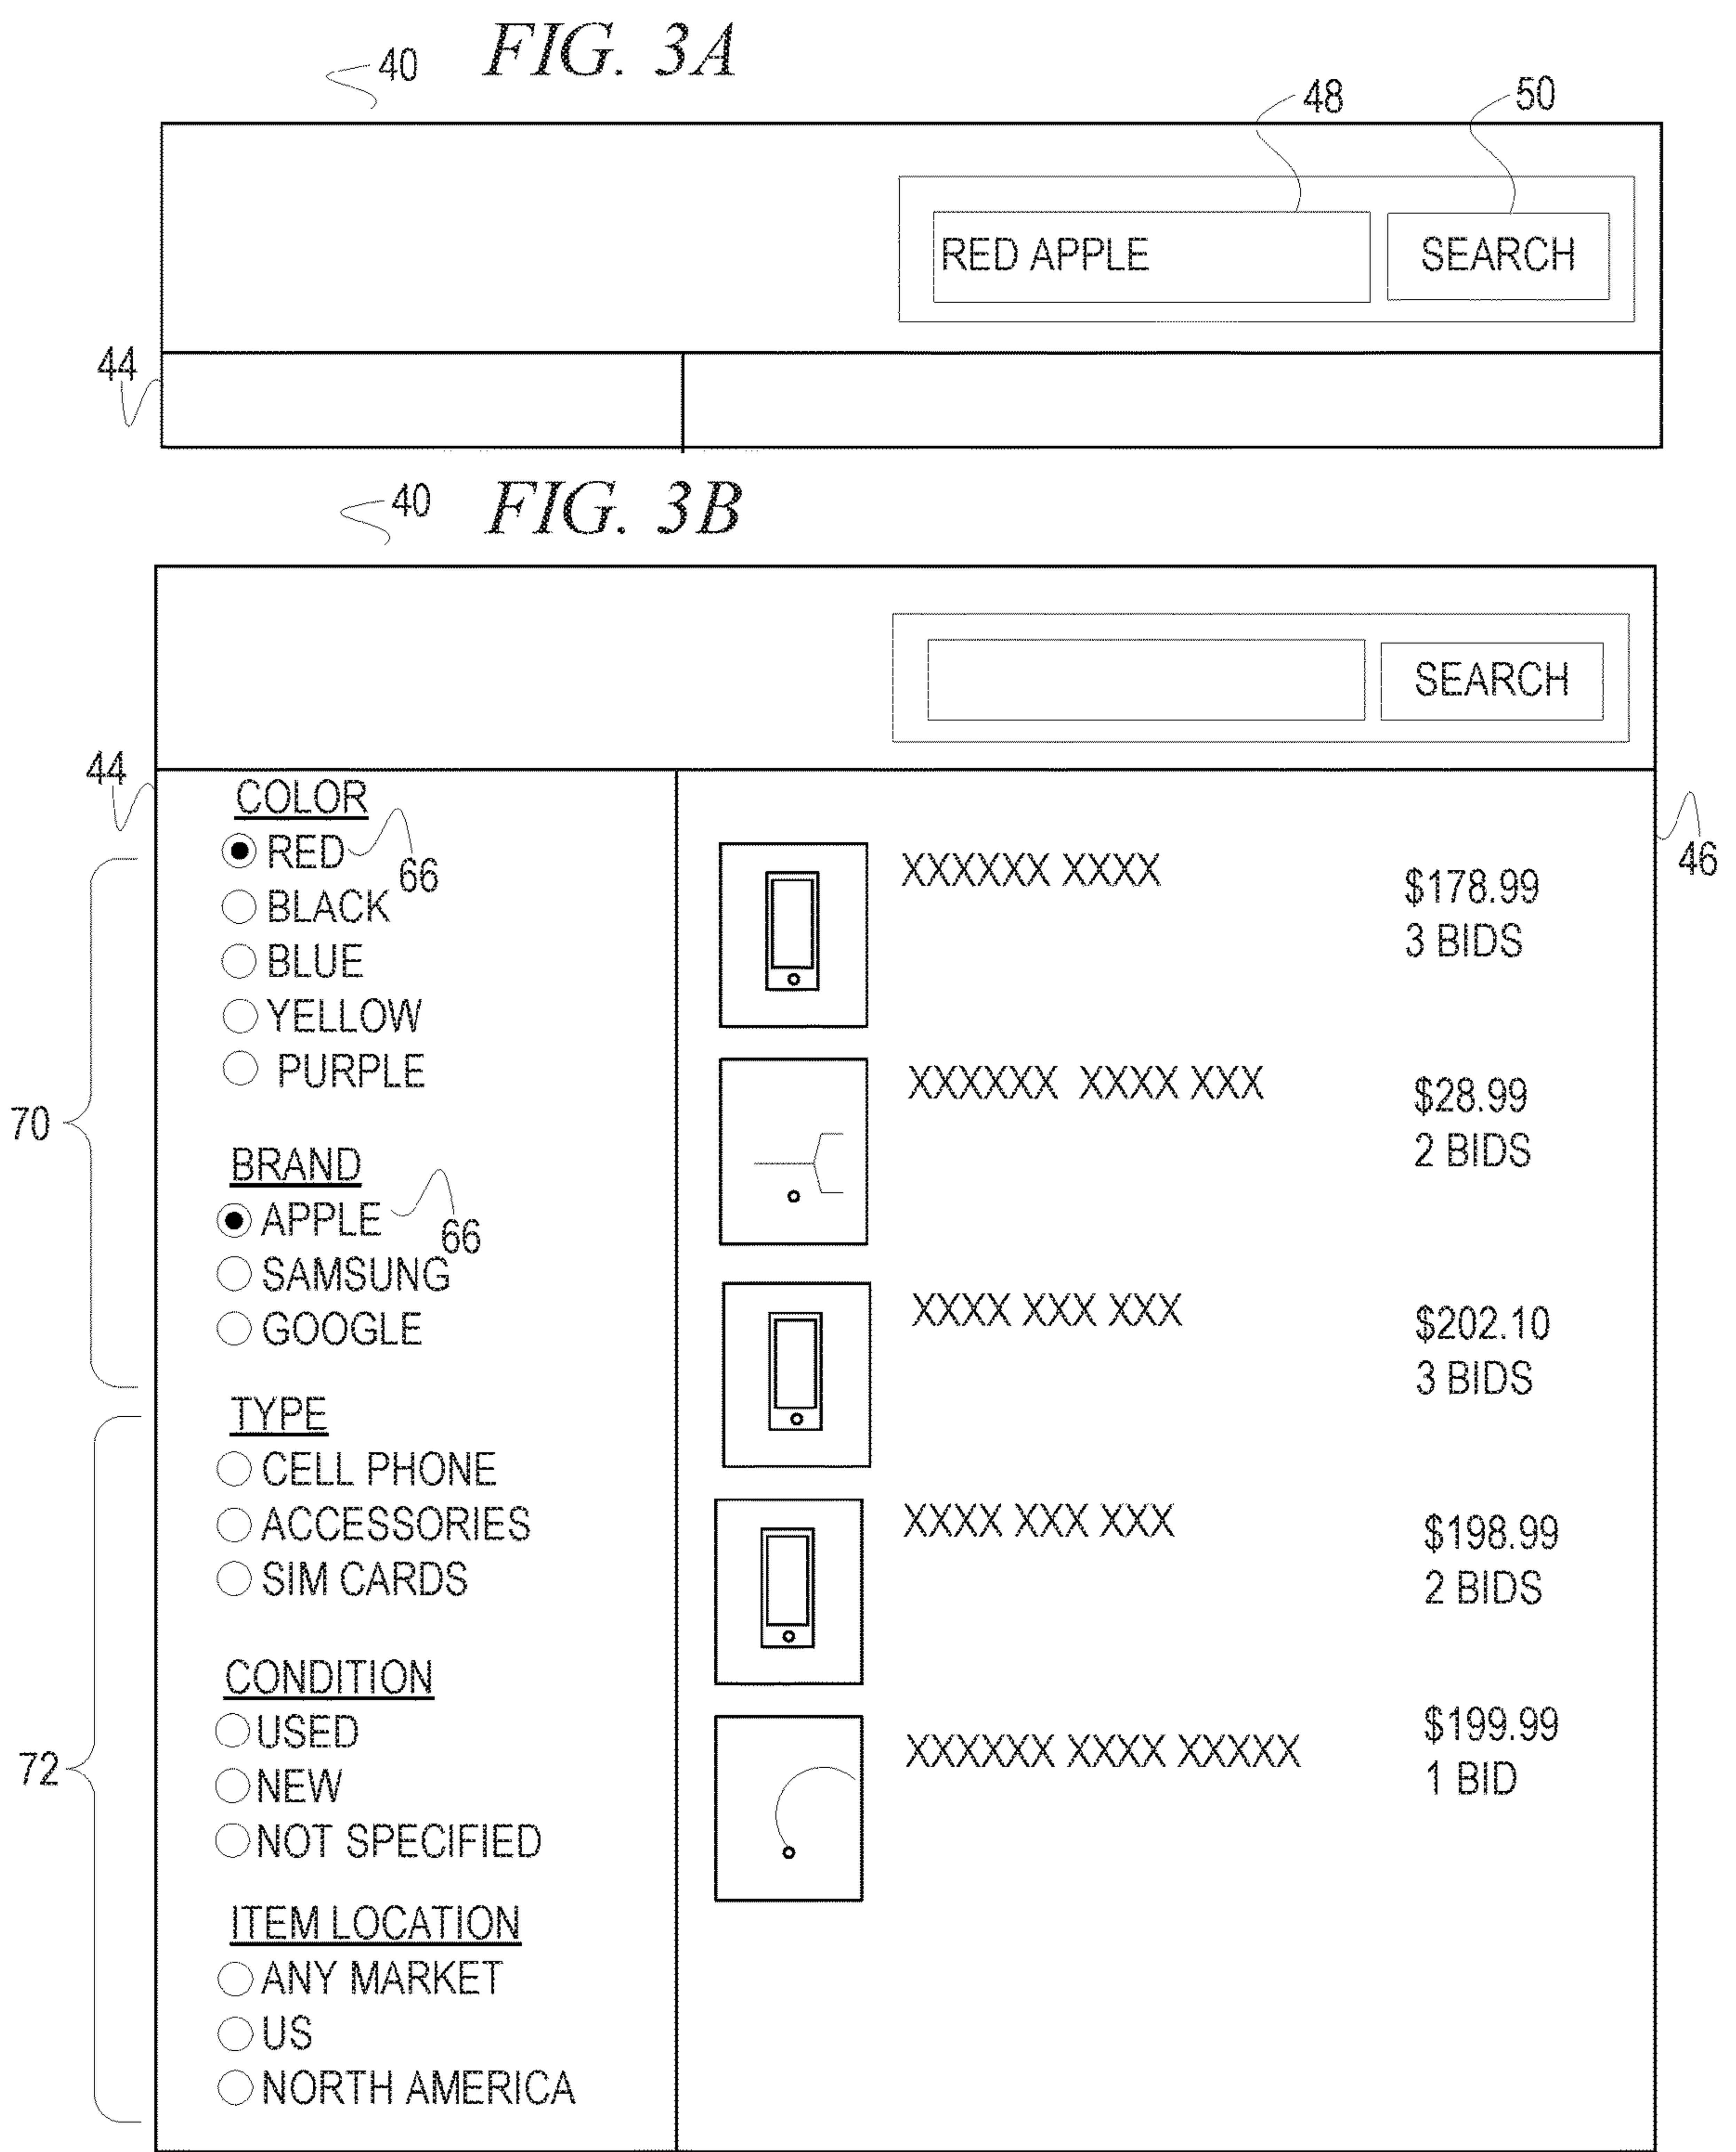 FIG. 3A
40
48
50
RED APPLE
SEARCH
44
40
FIG. 3B
SEARCH
44
46
COLOR
RED
66
BLACK
BLUE
YELLOW
PURPLE
70
BRAND
APPLE
66
SAMSUNG
GOOGLE
TYPE
CELL PHONE
ACCESSORIES
SIM CARDS
72
CONDITION
USED
NEW
NOT SPECIFIED
ITEM LOCATION
ANY MARKET
US
NORTH AMERICA
XXXXXX XXXX
$178.99
3 BIDS
XXXXXX XXXX XXX
$28.99
2 BIDS
XXXX XXX XXX
$202.10
3 BIDS
XXXX XXX XXX
$198.99
2 BIDS
XXXXXX XXXX XXXXX
$199.99
1 BID